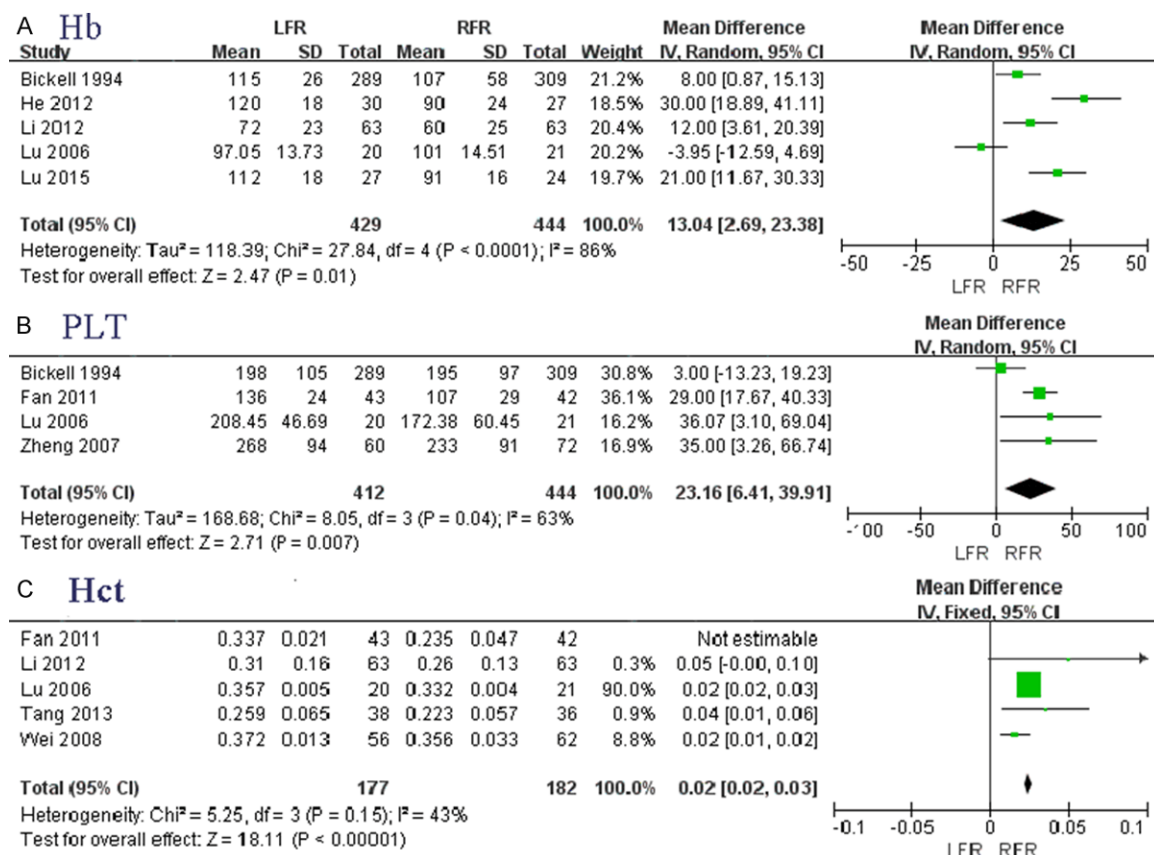 A Hb
LFR RFR Mean Difference Mean Difference
Study Mean SD Total Mean SD Total Weight IV, Random, 95% CI IV, Random, 95% CI
Bickell 1994 115 26 289 107 58 309 21.2% 8.00 [0.87, 15.13]
He 2012 120 18 30 90 24 27 18.5% 30.00 [18.89, 41.11]
Li 2012 72 23 63 60 25 63 20.4% 12.00 [3.61, 20.39]
Lu 2006 97.05 13.73 20 101 14.51 21 20.2% -3.95 [-12.59, 4.69]
Lu 2015 112 18 27 91 16 24 19.7% 21.00 [11.67, 30.33]
Total (95% CI) 429 444 100.0% 13.04 [2.69, 23.38]
Heterogeneity: Tau² = 118.39; Chi² = 27.84, df = 4 (P < 0.0001); I² = 86%
Test for overall effect: Z = 2.47 (P = 0.01)
-50 -25 0 25 50
LFR RFR
B PLT
Mean Difference
IV, Random, 95% CI
Bickell 1994 198 105 289 195 97 309 30.8% 3.00 [-13.23, 19.23]
Fan 2011 136 24 43 107 29 42 36.1% 29.00 [17.67, 40.33]
Lu 2006 208.45 46.69 20 172.38 60.45 21 16.2% 36.07 [3.10, 69.04]
Zheng 2007 268 94 60 233 91 72 16.9% 35.00 [3.26, 66.74]
Total (95% CI) 412 444 100.0% 23.16 [6.41, 39.91]
Heterogeneity: Tau² = 168.68; Chi² = 8.05, df = 3 (P = 0.04); I² = 63%
Test for overall effect: Z = 2.71 (P = 0.007)
-100 -50 0 50 100
LFR RFR
C Hct
Mean Difference
IV, Fixed, 95% CI
Fan 2011 0.337 0.021 43 0.235 0.047 42 Not estimable
Li 2012 0.31 0.16 63 0.26 0.13 63 0.3% 0.05 [-0.00, 0.10]
Lu 2006 0.357 0.005 20 0.332 0.004 21 90.0% 0.02 [0.02, 0.03]
Tang 2013 0.259 0.065 38 0.223 0.057 36 0.9% 0.04 [0.01, 0.06]
Wei 2008 0.372 0.013 56 0.356 0.033 62 8.8% 0.02 [0.01, 0.02]
Total (95% CI) 177 182 100.0% 0.02 [0.02, 0.03]
Heterogeneity: Chi² = 5.25, df = 3 (P = 0.15); I² = 43%
Test for overall effect: Z = 18.11 (P < 0.00001)
-0.1 -0.05 0 0.05 0.1
LFR RFR